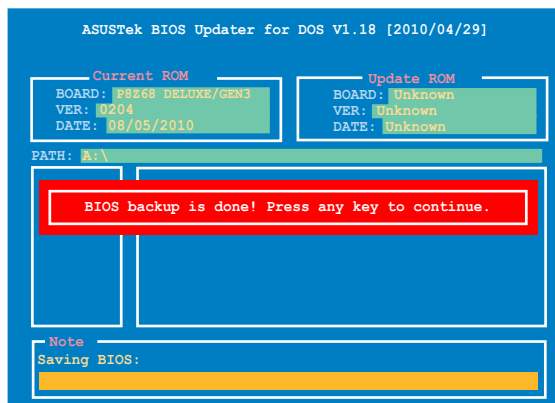 ASUSTek BIOS Updater for DOS V1.18 [2010/04/29]
Current ROM
BOARD: P8Z68 DELUXE/GEN3
VER: 0204
DATE: 08/05/2010
Update ROM
BOARD: Unknown
VER: Unknown
DATE: Unknown
PATH: A:\
BIOS backup is done! Press any key to continue.
Note
Saving BIOS: